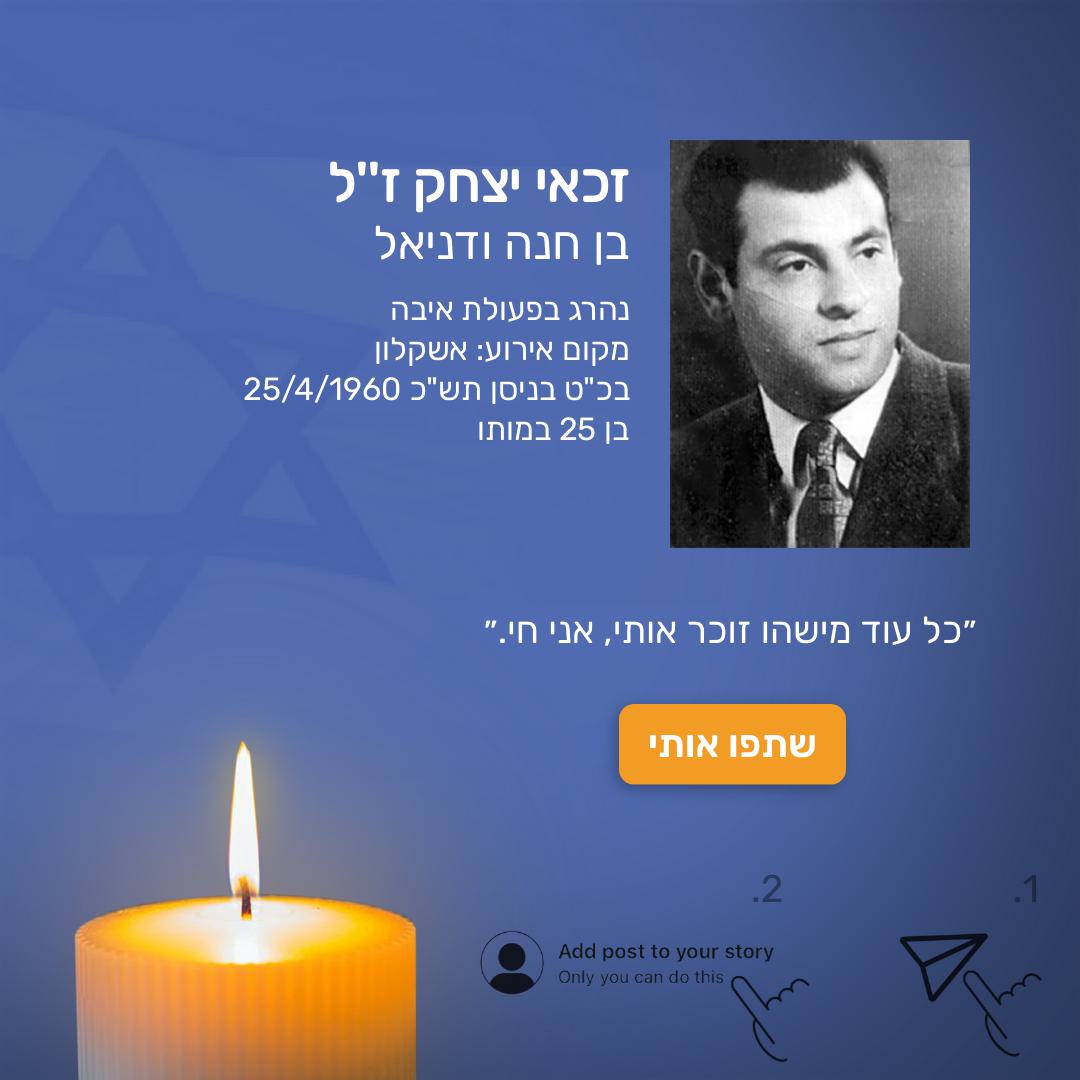 זכאי יצחק ז"ל
בן חנה ודניאל
נהרג בפעולת איבה
מקום אירוע: אשקלון
בכ"ט בניסן תש"כ 25/4/1960
בן 25 במותו
"כל עוד מישהו זוכר אותי, אני חי."
שתפו אותי
1.
2.
Add post to your story
Only you can do this